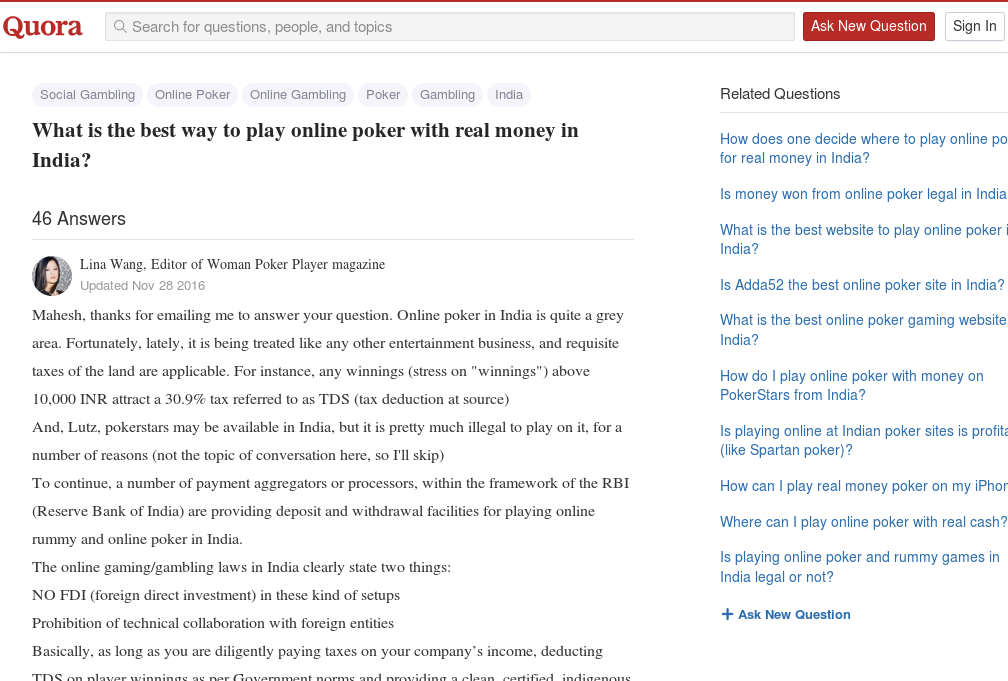 Quora
Search for questions, people, and topics
Ask New Question
Sign In
Social Gambling
Online Poker
Online Gambling
Poker
Gambling
India
What is the best way to play online poker with real money in
India?
46 Answers
Lina Wang, Editor of Woman Poker Player magazine
Updated Nov 28 2016
Mahesh, thanks for emailing me to answer your question. Online poker in India is quite a grey
area. Fortunately, lately, it is being treated like any other entertainment business, and requisite
taxes of the land are applicable. For instance, any winnings (stress on "winnings") above
10,000 INR attract a 30.9% tax referred to as TDS (tax deduction at source)
And, Lutz, pokerstars may be available in India, but it is pretty much illegal to play on it, for a
number of reasons (not the topic of conversation here, so I'll skip)
To continue, a number of payment aggregators or processors, within the framework of the RBI
(Reserve Bank of India) are providing deposit and withdrawal facilities for playing online
rummy and online poker in India.
The online gaming/gambling laws in India clearly state two things:
NO FDI (foreign direct investment) in these kind of setups
Prohibition of technical collaboration with foreign entities
Basically, as long as you are diligently paying taxes on your company’s income, deducting
TDS on player winnings as per Government norms and providing a clean, certified, indigenous
Related Questions
How does one decide where to play online po
for real money in India?
Is money won from online poker legal in India
What is the best website to play online poker i
India?
Is Adda52 the best online poker site in India?
What is the best online poker gaming website
India?
How do I play online poker with money on
PokerStars from India?
Is playing online at Indian poker sites is profita
(like Spartan poker)?
How can I play real money poker on my iPhon
Where can I play online poker with real cash?
Is playing online poker and rummy games in
India legal or not?
Ask New Question